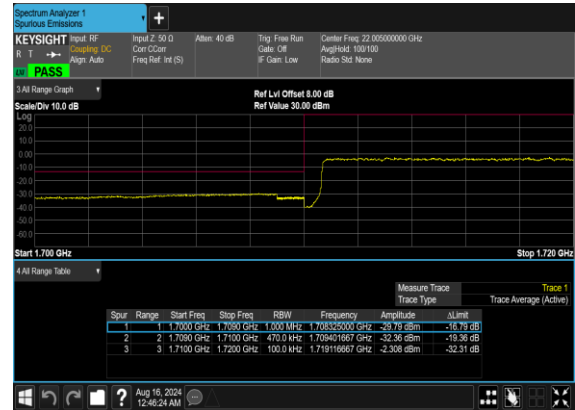 Spectrum Analyzer 1
Spurious Emissions
KEYSIGHT Input: RF Input Z: 50 Ω Atten: 40 dB Trig: Free Run Center Freq: 22.005000000 GHz
R T Coupling: DC Corr CCorr Gate: Off Avg|Hold: 100/100
Align: Auto Freq Ref: Int (S) IF Gain: Low Radio Std: None
LXI PASS
3 All Range Graph
Ref Lvl Offset 8.00 dB
Scale/Div 10.0 dB Ref Value 30.00 dBm
Log
20.0
10.0
0.00
-10.0
-20.0
-30.0
-40.0
-50.0
-60.0
Start 1.700 GHz Stop 1.720 GHz
4 All Range Table
Measure Trace Trace 1
Trace Type Trace Average (Active)
Spur Range Start Freq Stop Freq RBW Frequency Amplitude ΔLimit
1 1 1.7000 GHz 1.7090 GHz 1.000 MHz 1.708325000 GHz -29.79 dBm -16.79 dB
2 2 1.7090 GHz 1.7100 GHz 470.0 kHz 1.709401667 GHz -32.36 dBm -19.36 dB
3 3 1.7100 GHz 1.7200 GHz 100.0 kHz 1.719116667 GHz -2.308 dBm -32.31 dB
? Aug 16, 2024
12:46:24 AM